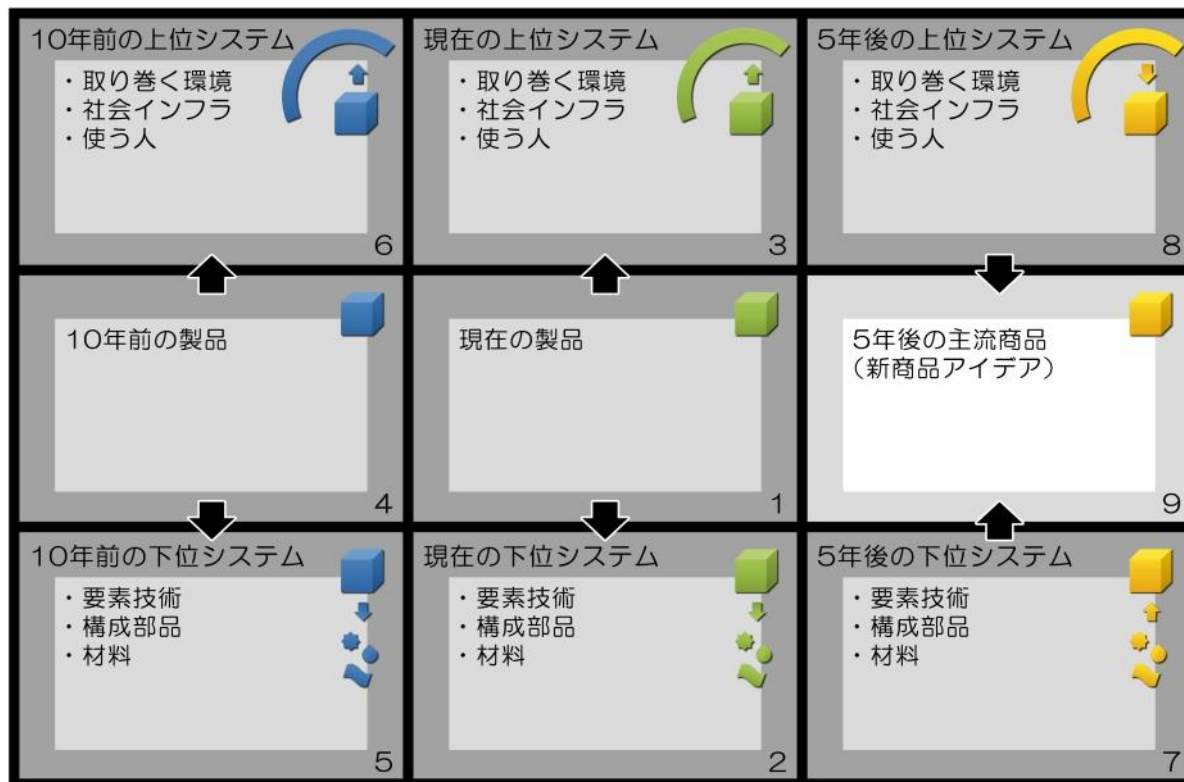 10年前の上位システム
・取り巻く環境
・社会インフラ
・使う人
6
現在の上位システム
・取り巻く環境
・社会インフラ
・使う人
3
5年後の上位システム
・取り巻く環境
・社会インフラ
・使う人
8
10年前の製品
4
現在の製品
1
5年後の主流商品
（新商品アイデア）
9
10年前の下位システム
・要素技術
・構成部品
・材料
5
現在の下位システム
・要素技術
・構成部品
・材料
2
5年後の下位システム
・要素技術
・構成部品
・材料
7